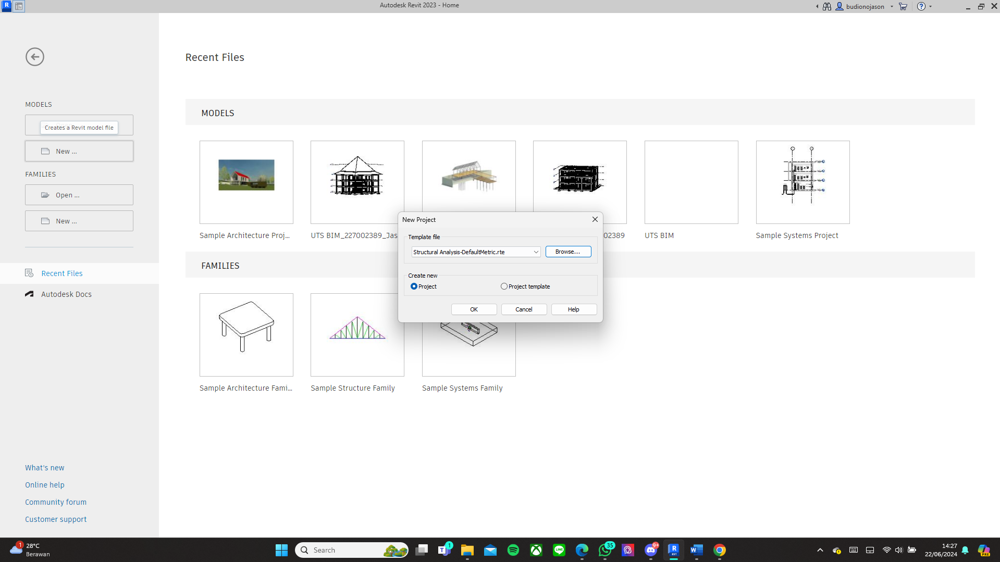 Autodesk Revit 2023 - Home
budionojason
Recent Files
MODELS
Creates a Revit model file
New ...
FAMILIES
Open ...
New ...
Recent Files
Autodesk Docs
What's new
Online help
Community forum
Customer support
MODELS
Sample Architecture Proj...
UTS BIM_227002389_Jas
02389
UTS BIM
Sample Systems Project
FAMILIES
Sample Architecture Fami...
Sample Structure Family
Sample Systems Family
New Project
Template file
Structural Analysis-DefaultMetric.rte
Browse...
Create new
Project
Project template
OK
Cancel
Help
1
28°C
Berawan
Search
1
35
9+
14:27
22/06/2024